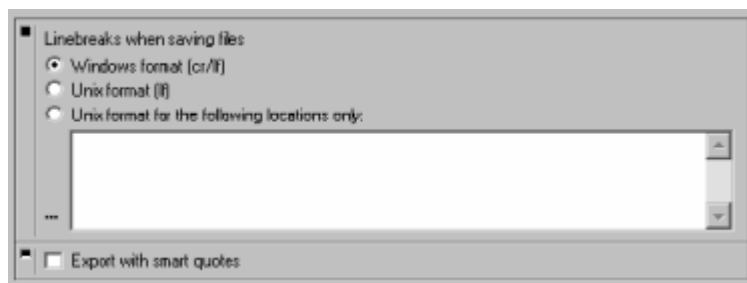 Linebreaks when saving files
Windows format (cr/lf)
Unix format (lf)
Unix format for the following locations only:
...
Export with smart quotes